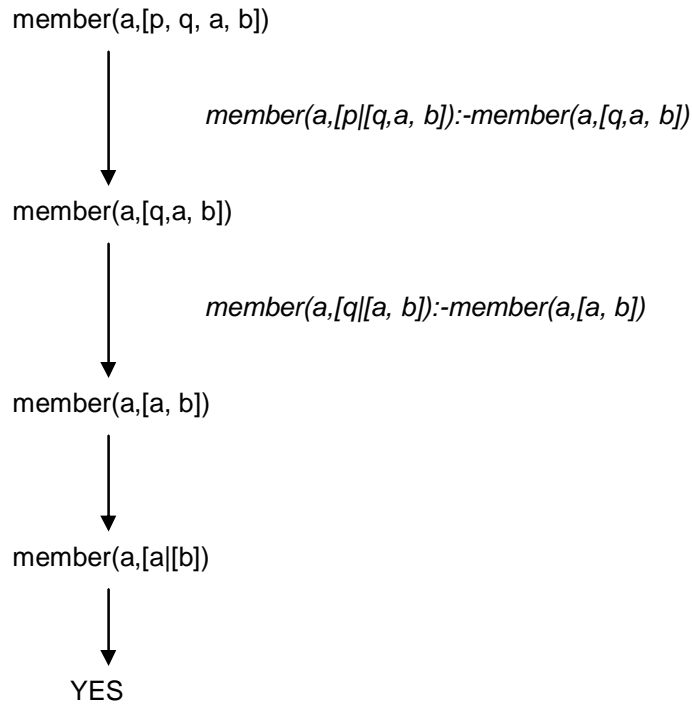 member(a,[p, q, a, b])
member(a,[p|[q,a, b]):-member(a,[q,a, b])
member(a,[q,a, b])
member(a,[q|[a, b]):-member(a,[a, b])
member(a,[a, b])
member(a,[a|[b])
YES